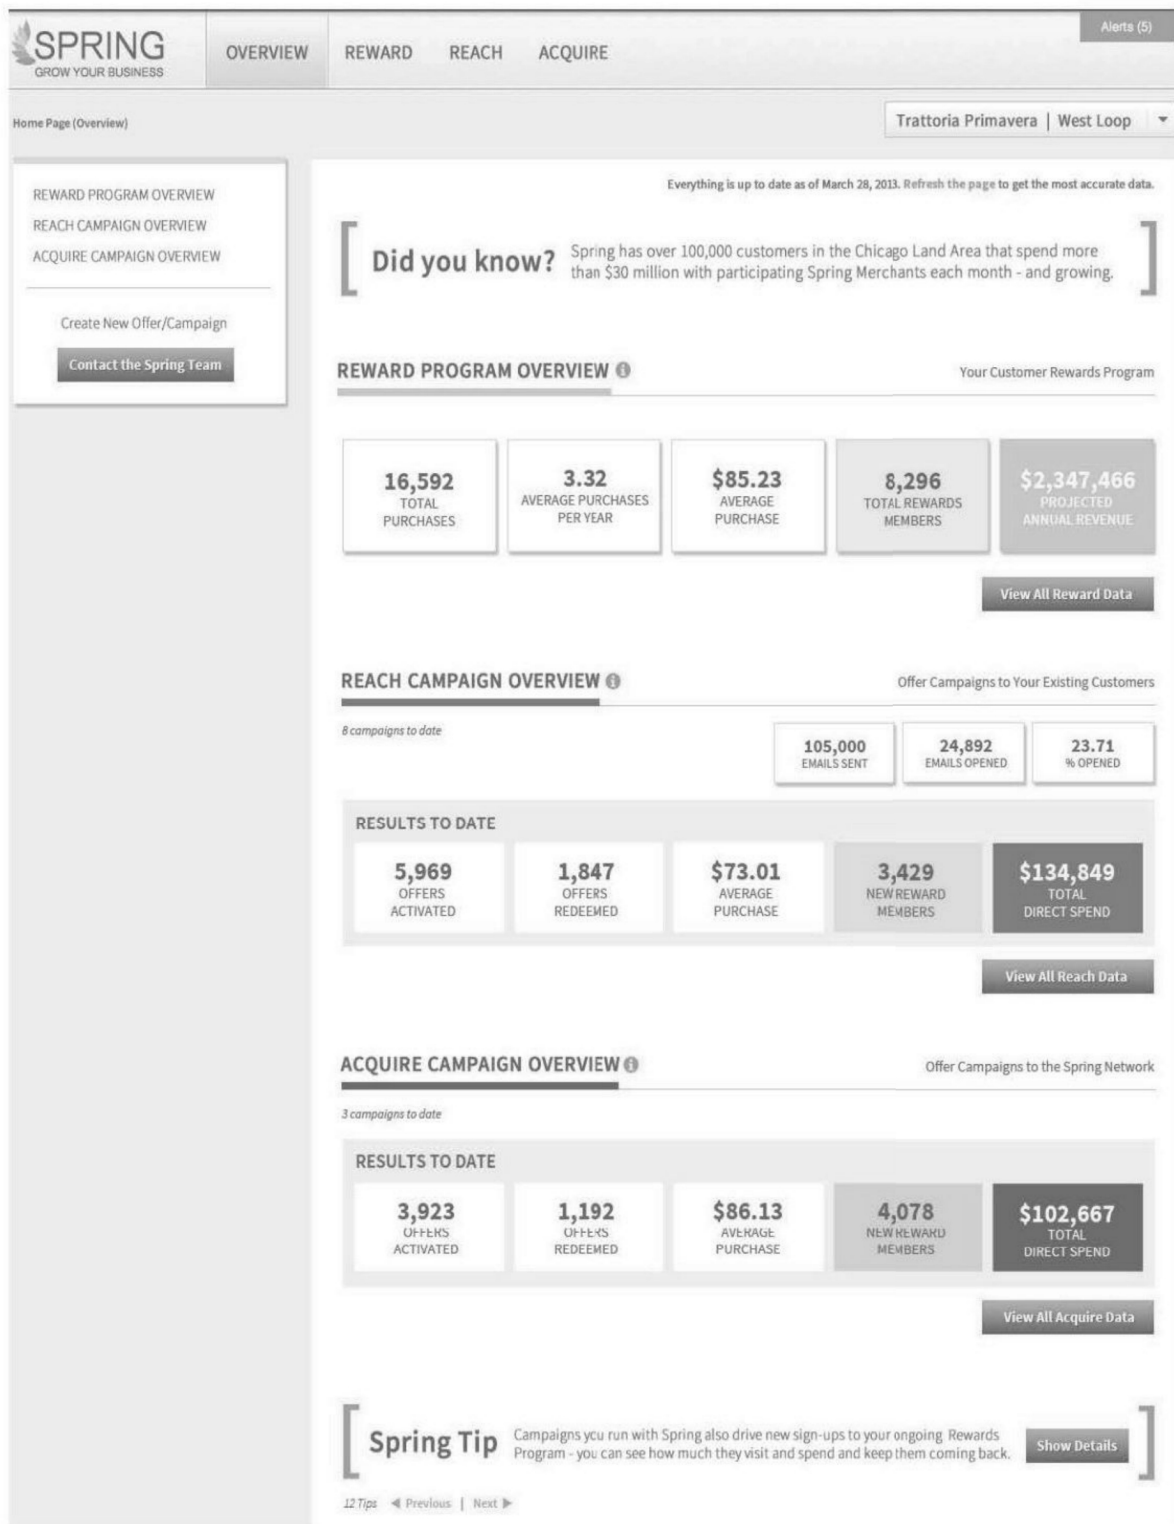 Alerts (5)
SPRING
GROW YOUR BUSINESS
OVERVIEW REWARD REACH ACQUIRE
Home Page (Overview)
Trattoria Primavera | West Loop
REWARD PROGRAM OVERVIEW
REACH CAMPAIGN OVERVIEW
ACQUIRE CAMPAIGN OVERVIEW
Create New Offer/Campaign
Contact the Spring Team
Everything is up to date as of March 28, 2013. Refresh the page to get the most accurate data.
Did you know?
Spring has over 100,000 customers in the Chicago Land Area that spend more
than $30 million with participating Spring Merchants each month - and growing.
REWARD PROGRAM OVERVIEW
Your Customer Rewards Program
16,592
TOTAL
PURCHASES
3.32
AVERAGE PURCHASES
PER YEAR
$85.23
AVERAGE
PURCHASE
8,296
TOTAL REWARDS
MEMBERS
$2,347,466
PROJECTED
ANNUAL REVENUE
View All Reward Data
REACH CAMPAIGN OVERVIEW
Offer Campaigns to Your Existing Customers
8 campaigns to date
105,000
EMAILS SENT
24,892
EMAILS OPENED
23.71
% OPENED
RESULTS TO DATE
5,969
OFFERS
ACTIVATED
1,847
OFFERS
REDEEMED
$73.01
AVERAGE
PURCHASE
3,429
NEW REWARD
MEMBERS
$134,849
TOTAL
DIRECT SPEND
View All Reach Data
ACQUIRE CAMPAIGN OVERVIEW
Offer Campaigns to the Spring Network
3 campaigns to date
RESULTS TO DATE
3,923
OFFERS
ACTIVATED
1,192
OFFERS
REDEEMED
$86.13
AVERAGE
PURCHASE
4,078
NEW REWARD
MEMBERS
$102,667
TOTAL
DIRECT SPEND
View All Acquire Data
Spring Tip
Campaigns you run with Spring also drive new sign-ups to your ongoing Rewards
Program - you can see how much they visit and spend and keep them coming back.
Show Details
12 Tips ◀ Previous | Next ▶